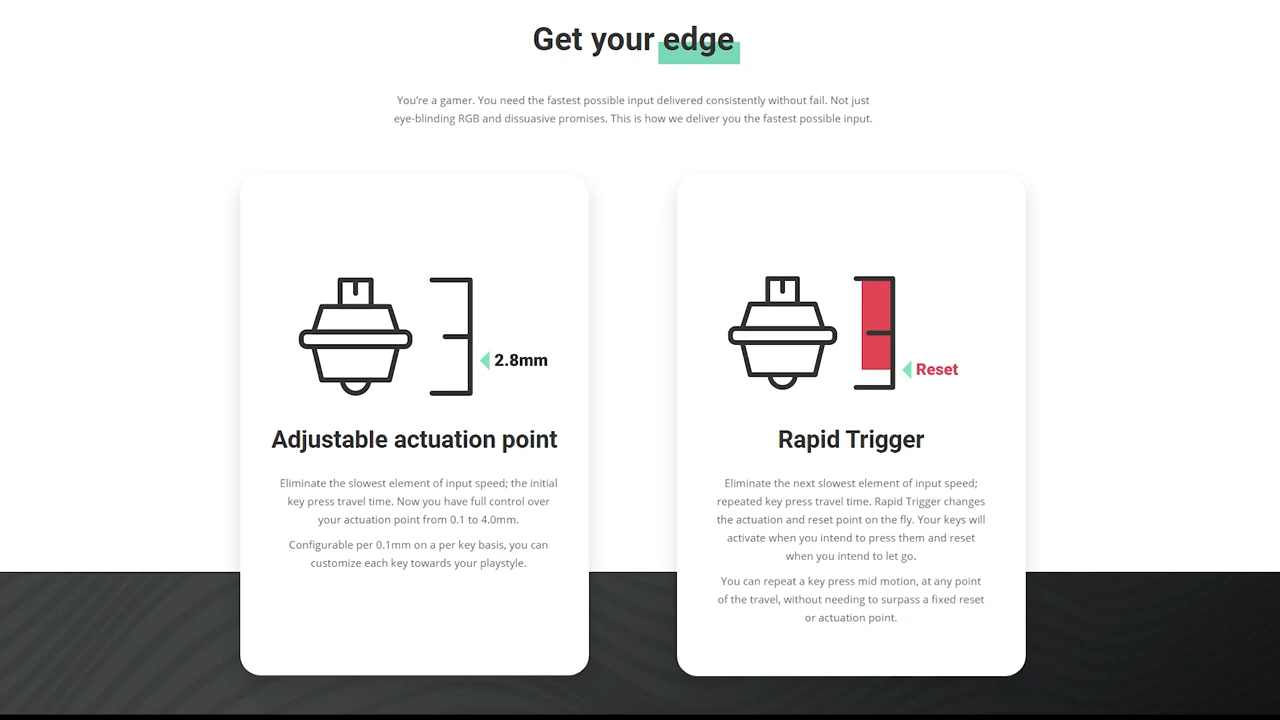 Get your edge
You're a gamer. You need the fastest possible input delivered consistently without fail. Not just
eye-blinding RGB and dissuasive promises. This is how we deliver you the fastest possible input.
2.8mm
Adjustable actuation point
Eliminate the slowest element of input speed; the initial
key press travel time. Now you have full control over
your actuation point from 0.1 to 4.0mm.
Configurable per 0.1mm on a per key basis, you can
customize each key towards your playstyle.
Reset
Rapid Trigger
Eliminate the next slowest element of input speed;
repeated key press travel time. Rapid Trigger changes
the actuation and reset point on the fly. Your keys will
activate when you intend to press them and reset
when you intend to let go.
You can repeat a key press mid motion, at any point
of the travel, without needing to surpass a fixed reset
or actuation point.